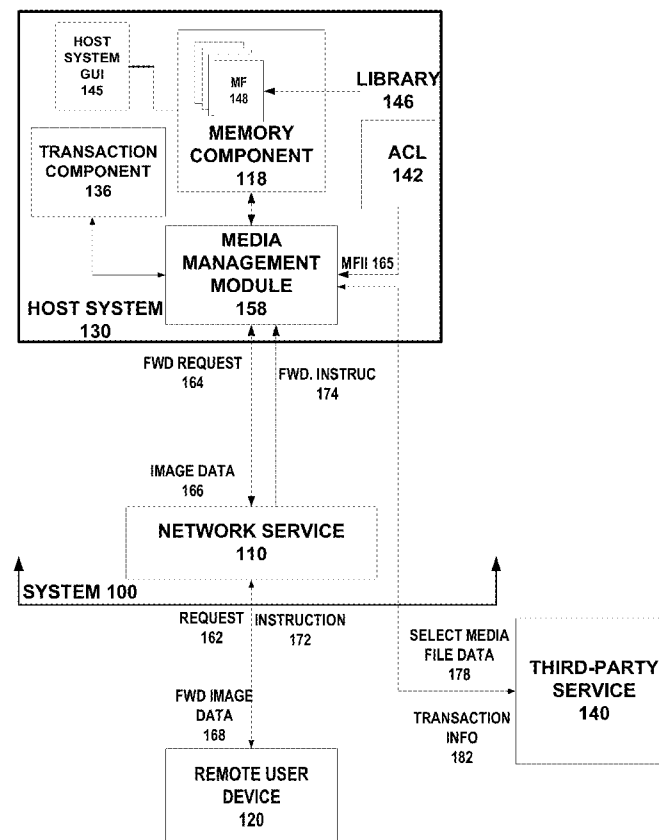 HOST
SYSTEM
GUI
145
MF
148
LIBRARY
146
MEMORY
COMPONENT
118
TRANSACTION
COMPONENT
136
ACL
142
MEDIA
MANAGEMENT
MODULE
158
MFII 165
HOST SYSTEM
130
FWD REQUEST
164
FWD. INSTRUC
174
IMAGE DATA
166
NETWORK SERVICE
110
SYSTEM 100
REQUEST
162
INSTRUCTION
172
SELECT MEDIA
FILE DATA
178
THIRD-PARTY
SERVICE
140
FWD IMAGE
DATA
168
TRANSACTION
INFO
182
REMOTE USER
DEVICE
120